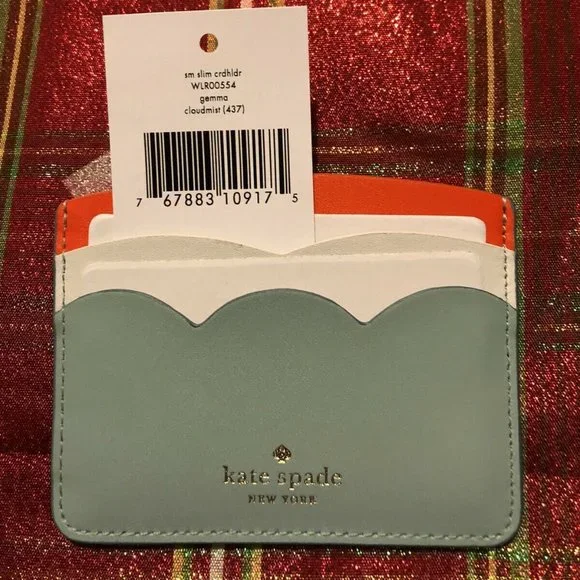 sm slim crdhldr
WLR00554
gemma
cloudmist (437)
7 67883 10917 5
kate spade
NEW YORK